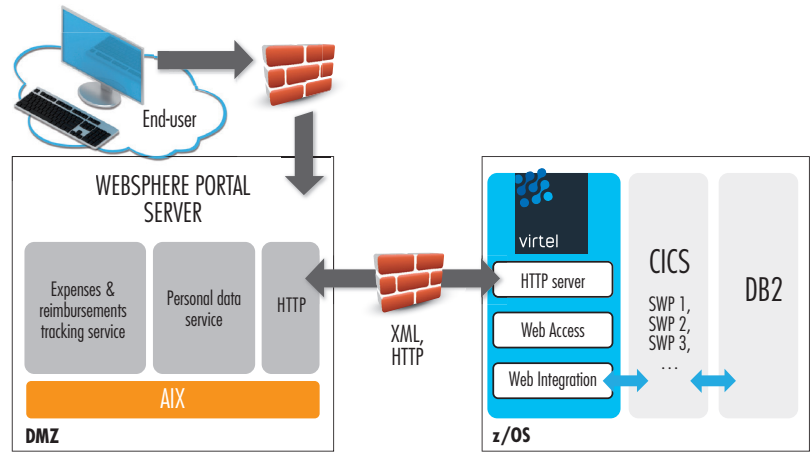 End-user
WEBSPHERE PORTAL
SERVER
Expenses &
reimbursements
tracking service
Personal data
service
HTTP
AIX
DMZ
XML,
HTTP
virtel
HTTP server
Web Access
Web Integration
CICS
SWP 1,
SWP 2,
SWP 3,
...
DB2
z/OS